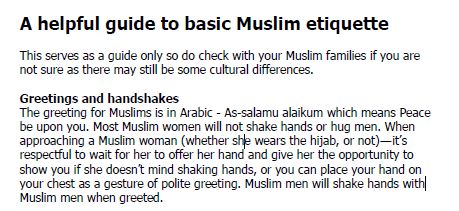 A helpful guide to basic Muslim etiquette
This serves as a guide only so do check with your Muslim families if you are
not sure as there may still be some cultural differences.
Greetings and handshakes
The greeting for Muslims is in Arabic - As-salamu alaikum which means Peace
be upon you. Most Muslim women will not shake hands or hug men. When
approaching a Muslim woman (whether she wears the hijab, or not)—it’s
respectful to wait for her to offer her hand and give her the opportunity to
show you if she doesn’t mind shaking hands, or you can place your hand on
your chest as a gesture of polite greeting. Muslim men will shake hands with
Muslim men when greeted.